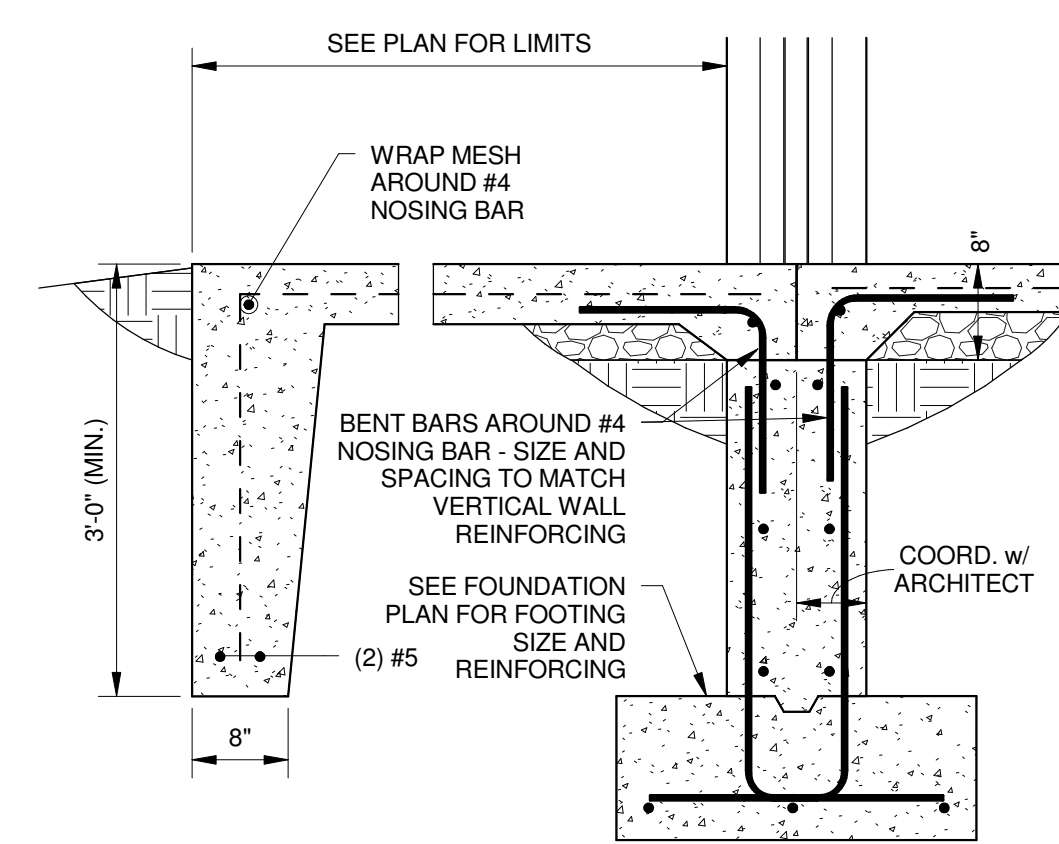 SEE PLAN FOR LIMITS
WRAP MESH
AROUND #4
NOSING BAR
8"
3'-0" (MIN.)
BENT BARS AROUND #4
NOSING BAR - SIZE AND
SPACING TO MATCH
VERTICAL WALL
REINFORCING
COORD. w/
ARCHITECT
SEE FOUNDATION
PLAN FOR FOOTING
SIZE AND
REINFORCING
(2) #5
8"